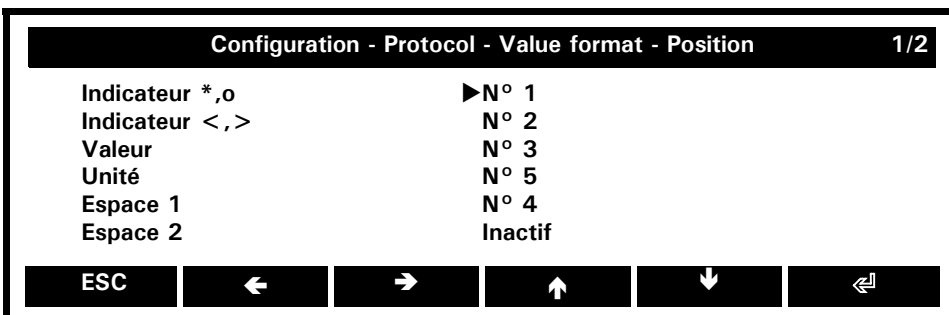 Configuration - Protocol - Value format - Position 1/2
Indicateur *,o ▶N° 1
Indicateur <,> N° 2
Valeur N° 3
Unité N° 5
Espace 1 N° 4
Espace 2 Inactif
ESC ← → ↑ ↓ ⏎